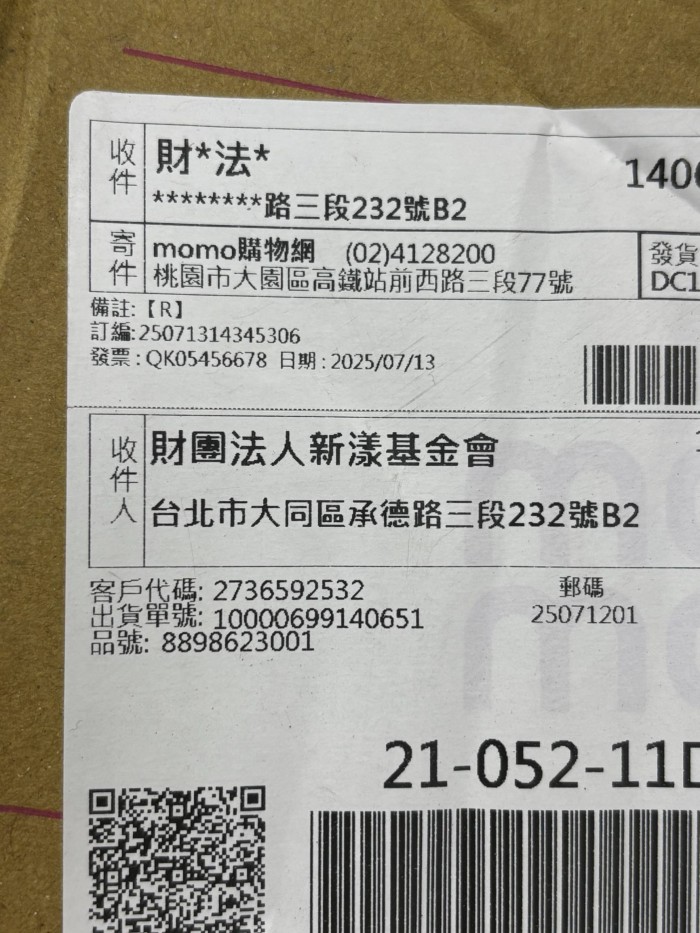 收件
財*法*
140
********路三段232號B2
寄件
momo購物網 (02)4128200
桃園市大園區高鐵站前西路三段77號
發貨
DC1
備註:【R】
訂編:25071314345306
發票:QK05456678 日期:2025/07/13
收件人
財團法人新漾基金會
台北市大同區承德路三段232號B2
客戶代碼: 2736592532
郵碼
出貨單號: 10000699140651
25071201
品號: 8898623001
21-052-11